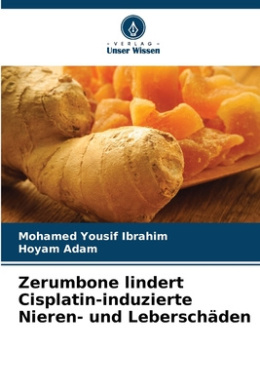 VERLAG
Unser Wissen
Mohamed Yousif Ibrahim
Hoyam Adam
Zerumbone lindert
Cisplatin-induzierte
Nieren- und Leberschäden